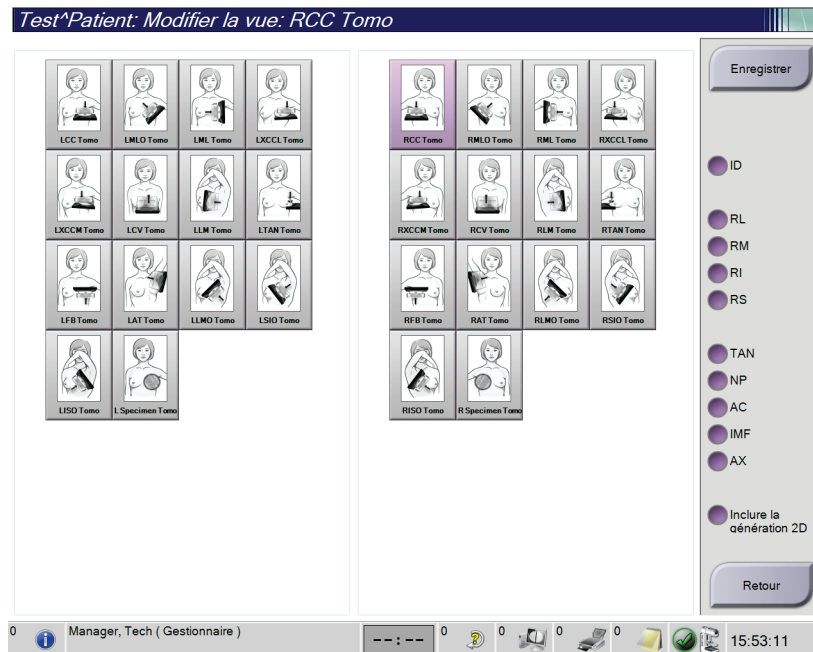 Test^Patient: Modifier la vue: RCC Tomo
LCC Tomo LMLO Tomo LML Tomo LXCCL Tomo
LXCCM Tomo LCV Tomo LLM Tomo LTAN Tomo
LFB Tomo LAT Tomo LLMO Tomo LSIO Tomo
LISO Tomo L Specimen Tomo
RCC Tomo RMLO Tomo RML Tomo RXCCL Tomo
RXCCM Tomo RCV Tomo RLM Tomo RTAN Tomo
RFB Tomo RAT Tomo RLMO Tomo RSIO Tomo
RISO Tomo R Specimen Tomo
Enregistrer
ID
RL
RM
RI
RS
TAN
NP
AC
IMF
AX
Inclure la
génération 2D
Retour
0 Manager, Tech ( Gestionnaire ) --:-- 0 0 0 0 15:53:11